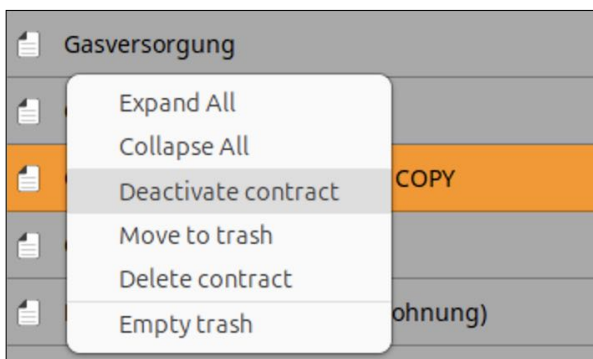 Gasversorgung
Expand All
Collapse All
Deactivate contract
COPY
Move to trash
Delete contract
ohnung)
Empty trash